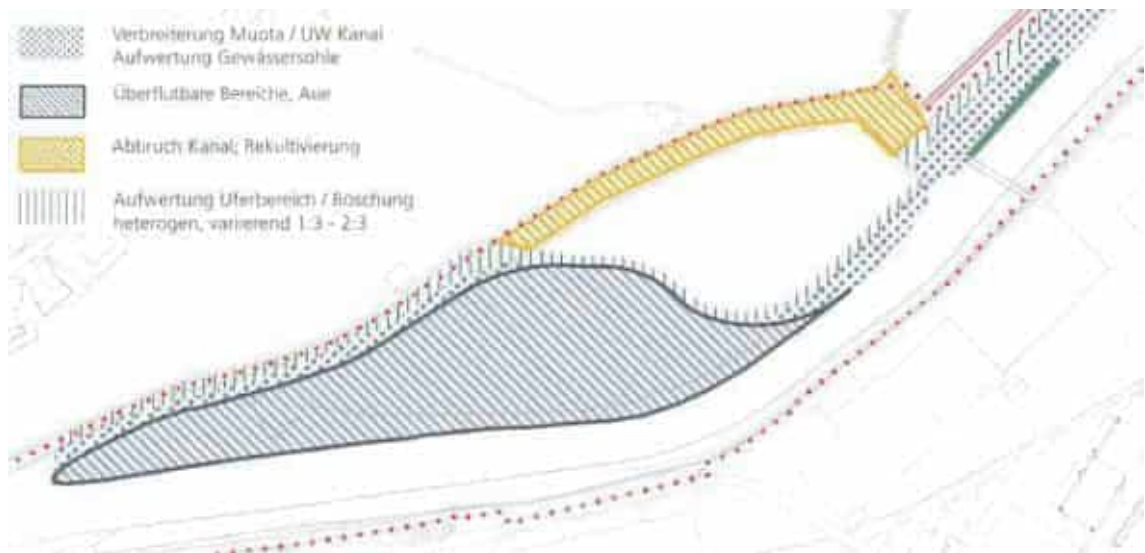 Verbreiterung Muota / UW Kanal
Aufwertung Gewässersohle
Überflutbare Bereiche, Aue
Abbruch Kanal; Rekultivierung
Aufwertung Uferbereich / Böschung
heterogen, variierend 1:3 - 2:3